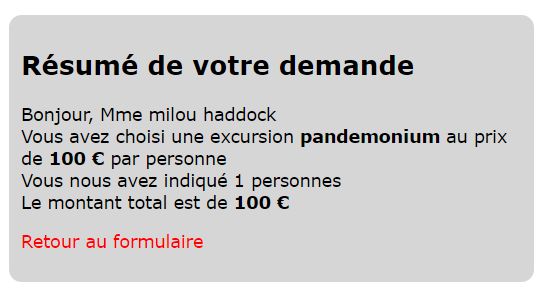 Résumé de votre demande
Bonjour, Mme milou haddock
Vous avez choisi une excursion pandemonium au prix
de 100 € par personne
Vous nous avez indiqué 1 personnes
Le montant total est de 100 €
Retour au formulaire